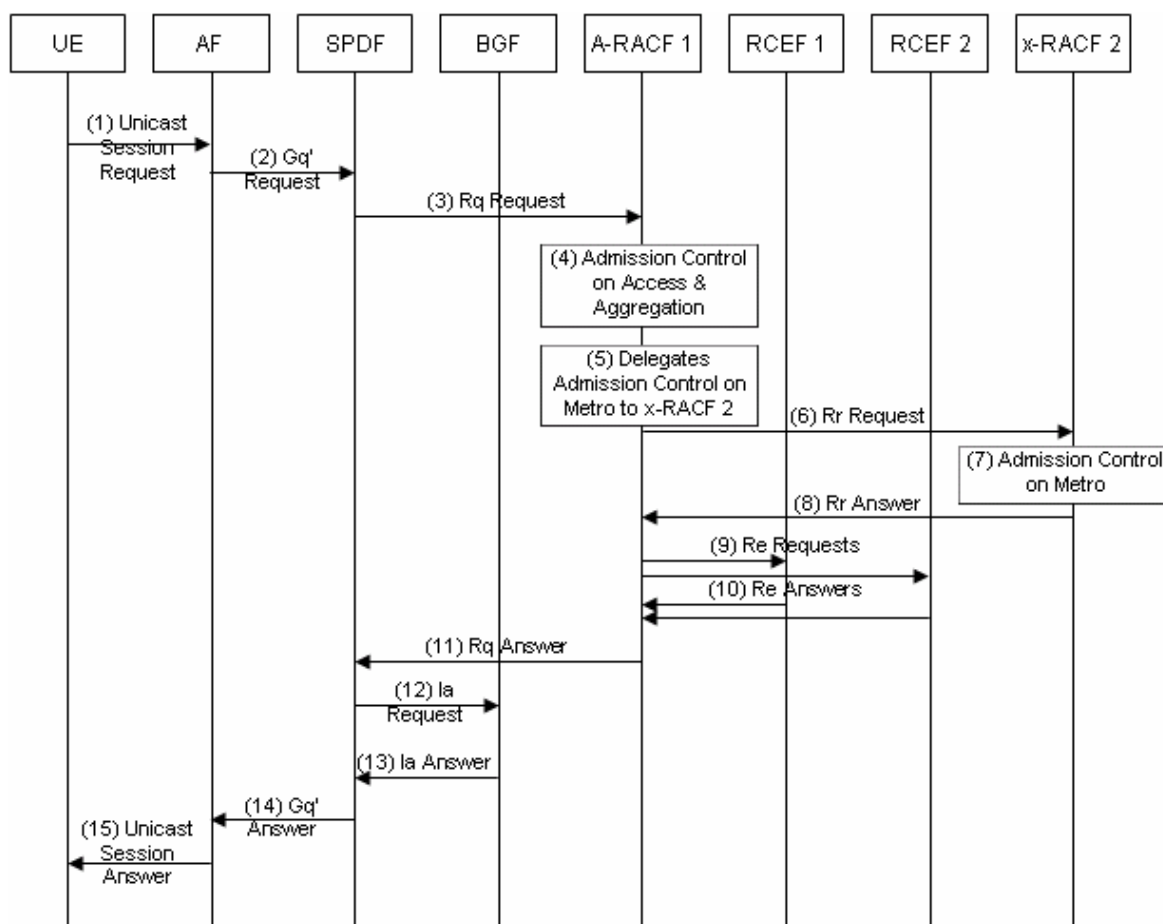 UE
AF
SPDF
BGF
A-RACF 1
RCEF 1
RCEF 2
x-RACF 2
(1) Unicast
Session
Request
(2) Gq'
Request
(3) Rq Request
(4) Admission Control
on Access &
Aggregation
(5) Delegates
Admission Control on
Metro to x-RACF 2
(6) Rr Request
(7) Admission Control
on Metro
(8) Rr Answer
(9) Re Requests
(10) Re Answers
(11) Rq Answer
(12) Ia
Request
(13) Ia Answer
(14) Gq'
Answer
(15) Unicast
Session
Answer